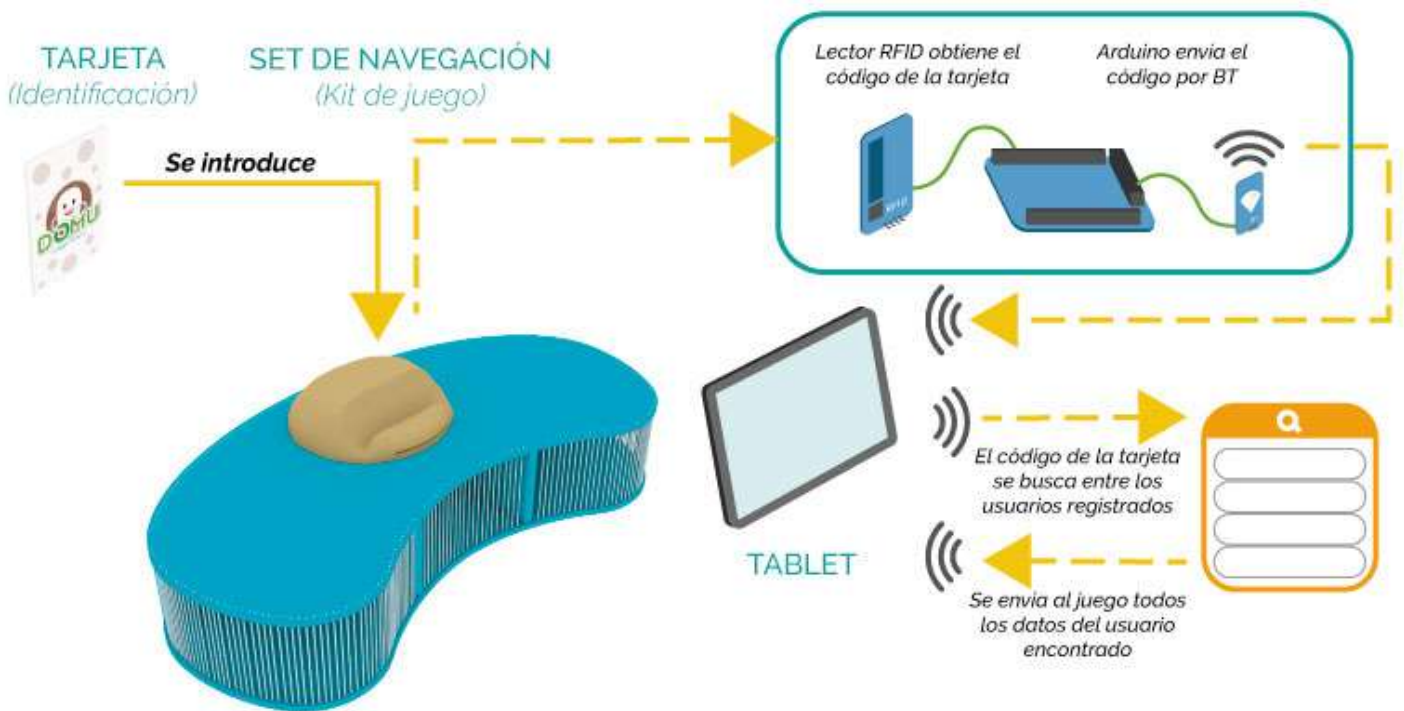 TARJETA
(Identificación)
SET DE NAVEGACIÓN
(Kit de juego)
Lector RFID obtiene el
código de la tarjeta
Arduino envia el
código por BT
Se introduce
DOMU
El código de la tarjeta
se busca entre los
usuarios registrados
TABLET
Se envia al juego todos
los datos del usuario
encontrado